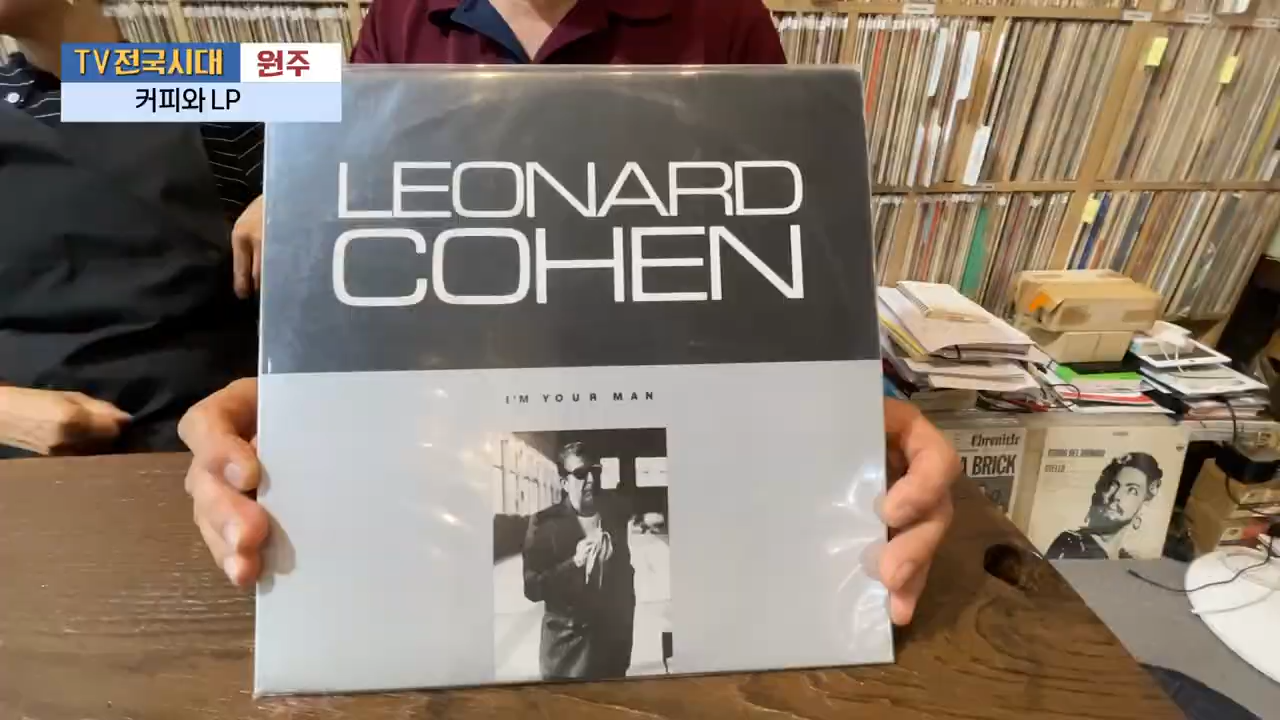 TV전국시대 원주
커피와 LP
LEONARD
COHEN
I'M YOUR MAN
Chronicle
A BRICK